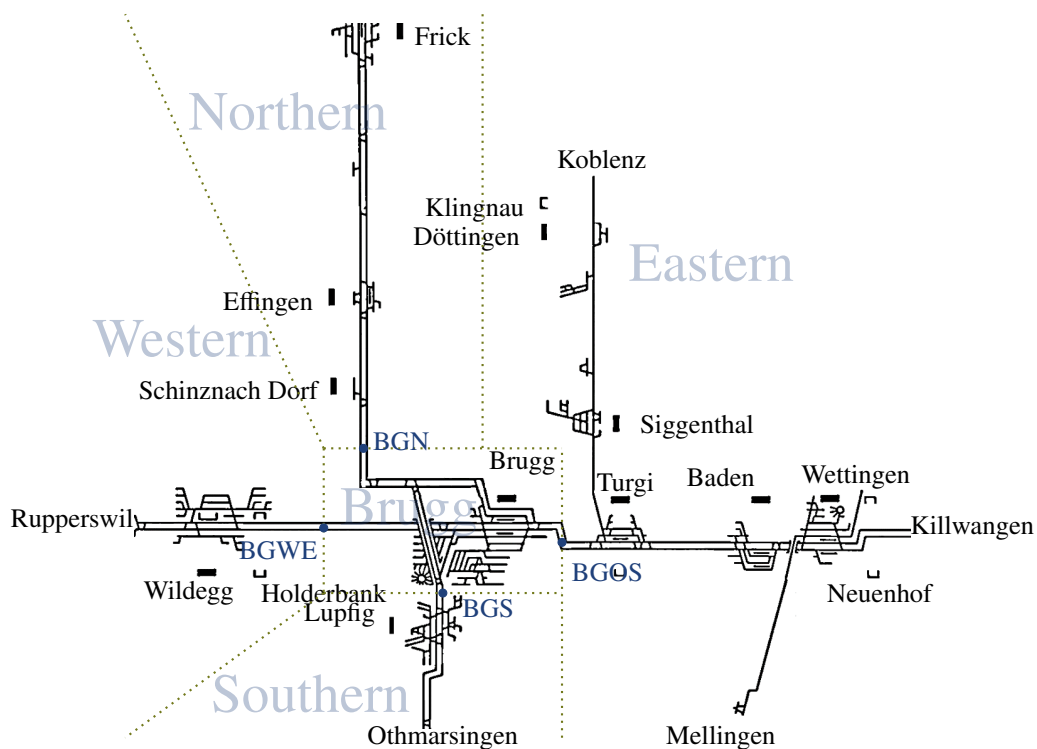 Frick
Northern
Koblenz
Klingnau
Döttingen
Eastern
Effingen
Western
Schinznach Dorf
Siggenthal
BGN
Brugg
Turgi
Baden
Wettingen
Brugg
Rupperswil
Killwangen
BGWE
BGOS
Wildegg
Holderbank
Neuenhof
Lupfig
BGS
Southern
Othmarsingen
Mellingen